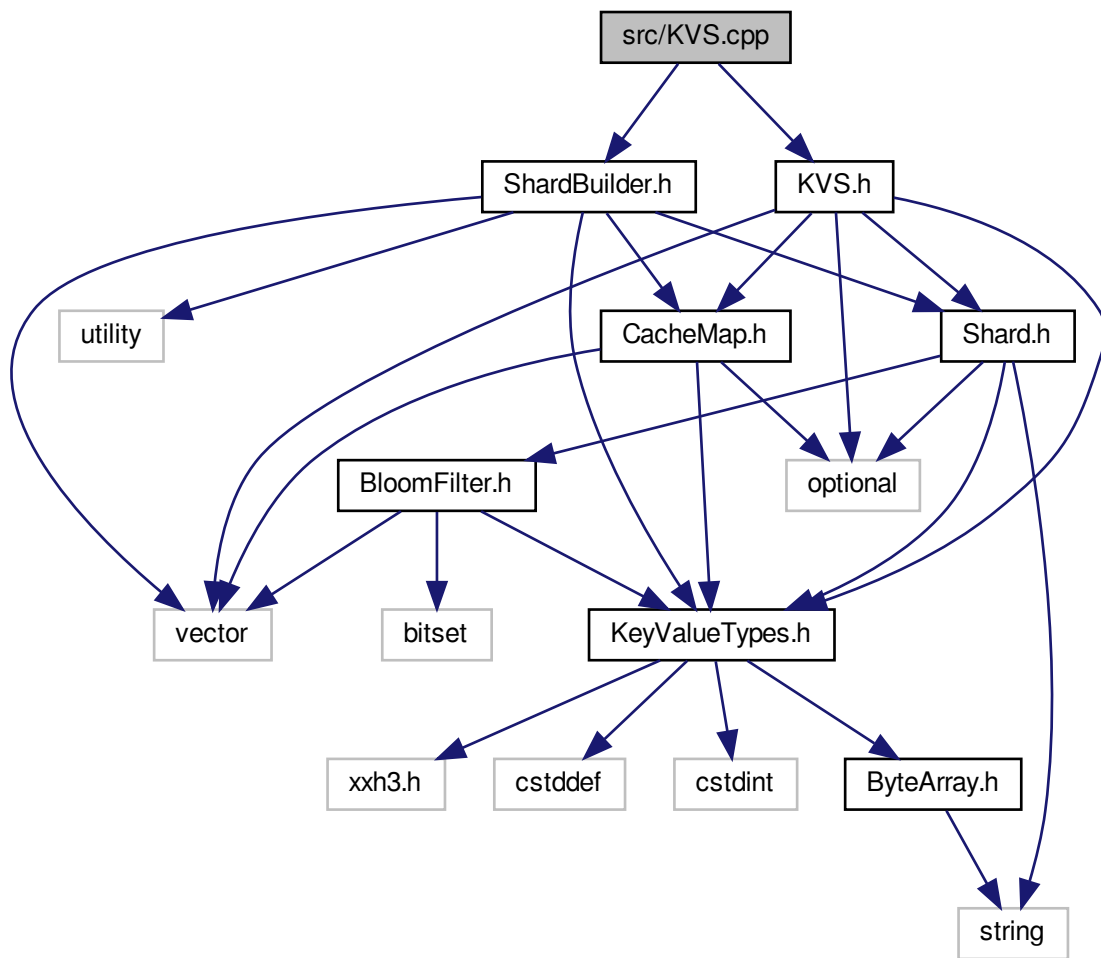 src/KVS.cpp
ShardBuilder.h
KVS.h
utility
CacheMap.h
Shard.h
BloomFilter.h
optional
vector
bitset
KeyValueTypes.h
xxh3.h
cstddef
cstdint
ByteArray.h
string